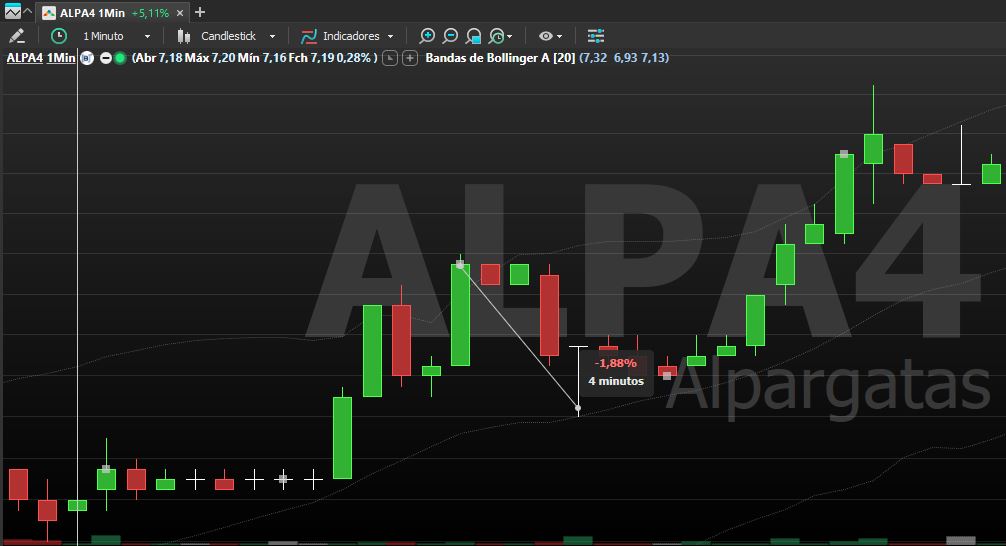 ALPA4 1Min +5,11% ×
1 Minuto Candlestick Indicadores
ALPA4 1Min (Abr 7,18 Máx 7,20 Mín 7,16 Fch 7,19 0,28% ) Bandas de Bollinger A [20] (7,32 6,93 7,13)
ALPA4
-1,88%
4 minutos
Alpargatas